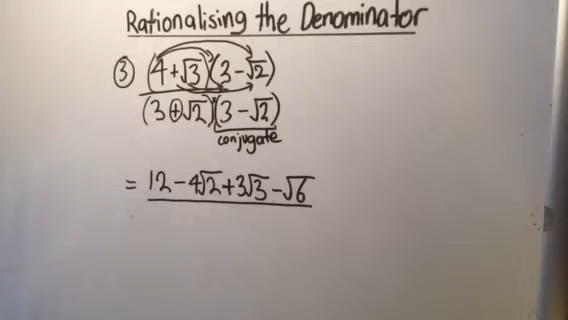 Rationalising the Denominator
③ (4+√3)(3-√2)
(3⊕√2)(3-√2)
conjugate
= 12-4√2+3√3-√6